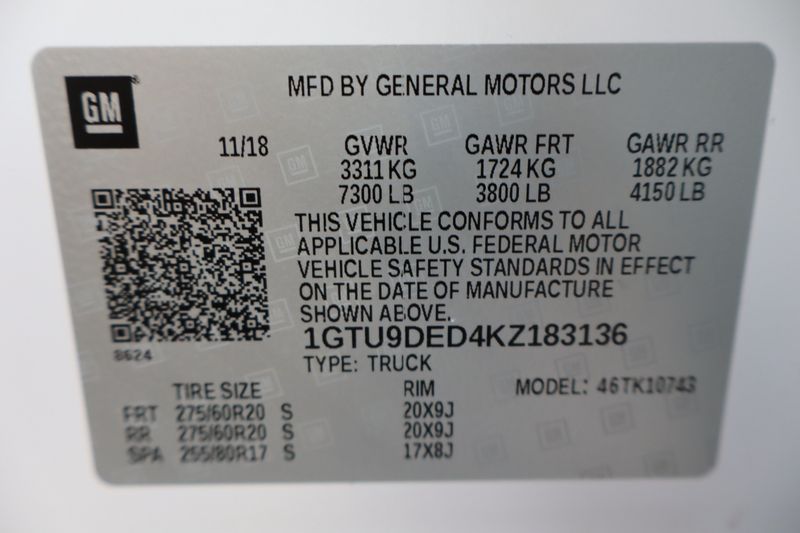 GM
MFD BY GENERAL MOTORS LLC
11/18 GVWR GAWR FRT GAWR RR
3311 KG 1724 KG 1882 KG
7300 LB 3800 LB 4150 LB
THIS VEHICLE CONFORMS TO ALL
APPLICABLE U.S. FEDERAL MOTOR
VEHICLE SAFETY STANDARDS IN EFFECT
ON THE DATE OF MANUFACTURE
SHOWN ABOVE.
8624
1GTU9DED4KZ183136
TYPE: TRUCK
TIRE SIZE RIM MODEL: 46TK10743
FRT 275/60R20 S 20X9J
RR 275/60R20 S 20X9J
SPA 255/80R17 S 17X8J